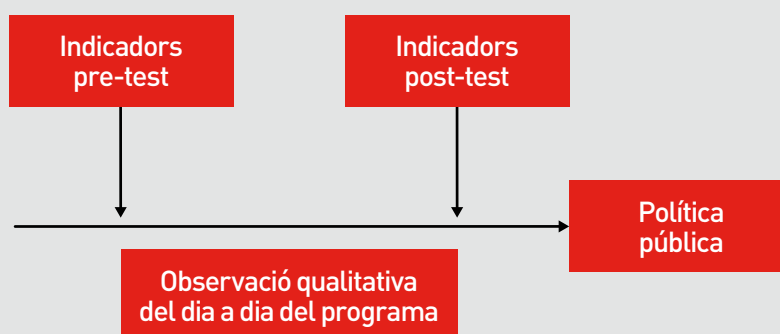 Indicadors
pre-test
Indicadors
post-test
Política
pública
Observació qualitativa
del dia a dia del programa